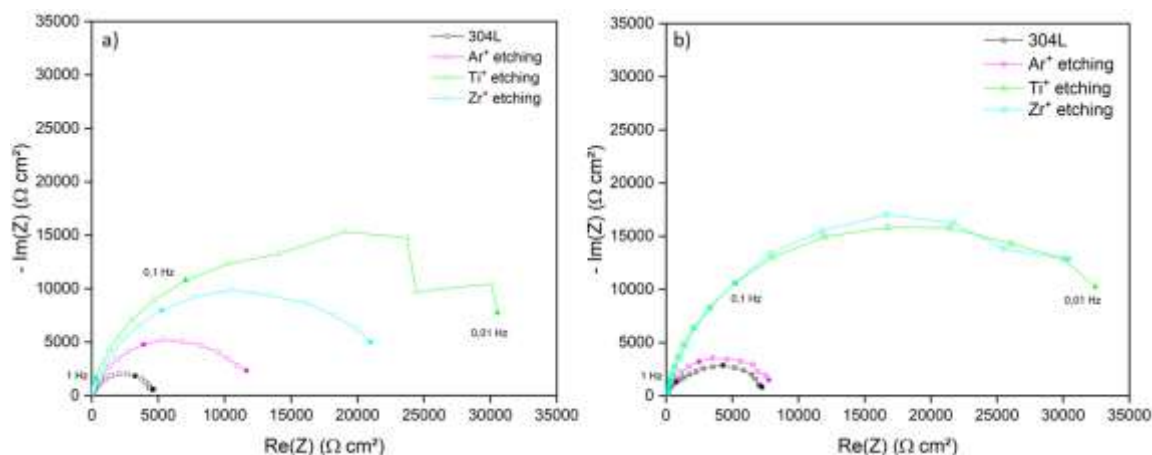 a)
304L
Ar⁺ etching
Ti⁺ etching
Zr⁺ etching
35000
30000
25000
20000
15000
10000
5000
0
- Im(Z) (Ω cm²)
0,1 Hz
0,01 Hz
1 Hz
0 5000 10000 15000 20000 25000 30000 35000
Re(Z) (Ω cm²)
b)
304L
Ar⁺ etching
Ti⁺ etching
Zr⁺ etching
35000
30000
25000
20000
15000
10000
5000
0
- Im(Z) (Ω cm²)
0,1 Hz
0,01 Hz
1 Hz
0 5000 10000 15000 20000 25000 30000 35000
Re(Z) (Ω cm²)